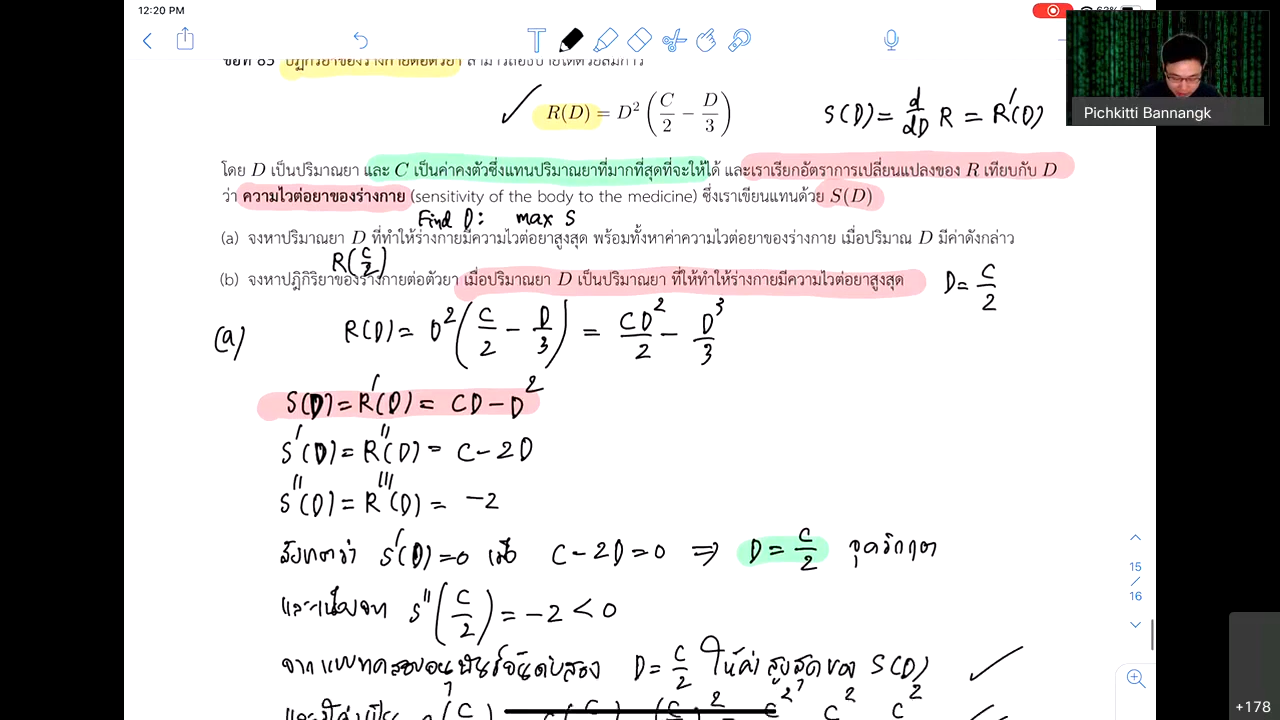 12:20 PM
63%
ข้อที่ 85 ปฏิกิริยาของร่างกายต่อตัวยา สามารถอธิบายได้ด้วยสมการ
R(D) = D² (C/2 − D/3)
S(D) = d/dD R = R'(D)
Pichkitti Bannangk
โดย D เป็นปริมาณยา และ C เป็นค่าคงตัวซึ่งแทนปริมาณยาที่มากที่สุดที่จะให้ได้ และเราเรียกอัตราการเปลี่ยนแปลงของ R เทียบกับ D
ว่า ความไวต่อยาของร่างกาย (sensitivity of the body to the medicine) ซึ่งเราเขียนแทนด้วย S(D)
Find D: max S
(a) จงหาปริมาณยา D ที่ทำให้ร่างกายมีความไวต่อยาสูงสุด พร้อมทั้งหาค่าความไวต่อยาของร่างกาย เมื่อปริมาณ D มีค่าดังกล่าว
R(C/2)
(b) จงหาปฏิกิริยาของร่างกายต่อตัวยา เมื่อปริมาณยา D เป็นปริมาณยา ที่ให้ทำให้ร่างกายมีความไวต่อยาสูงสุด D = C/2
(a) R(D) = D² (C/2 − D/3) = CD²/2 − D³/3
S(D) = R'(D) = CD − D²
S'(D) = R''(D) = C − 2D
S''(D) = R'''(D) = −2
สังเกตว่า S'(D) = 0 เมื่อ C − 2D = 0 ⇒ D = C/2 จุดวิกฤต
และเนื่องจาก S''(C/2) = −2 < 0
จากแบบทดสอบอนุพันธ์อันดับสอง D = C/2 ให้ค่าสูงสุดของ S(D)
15
/
16
+178